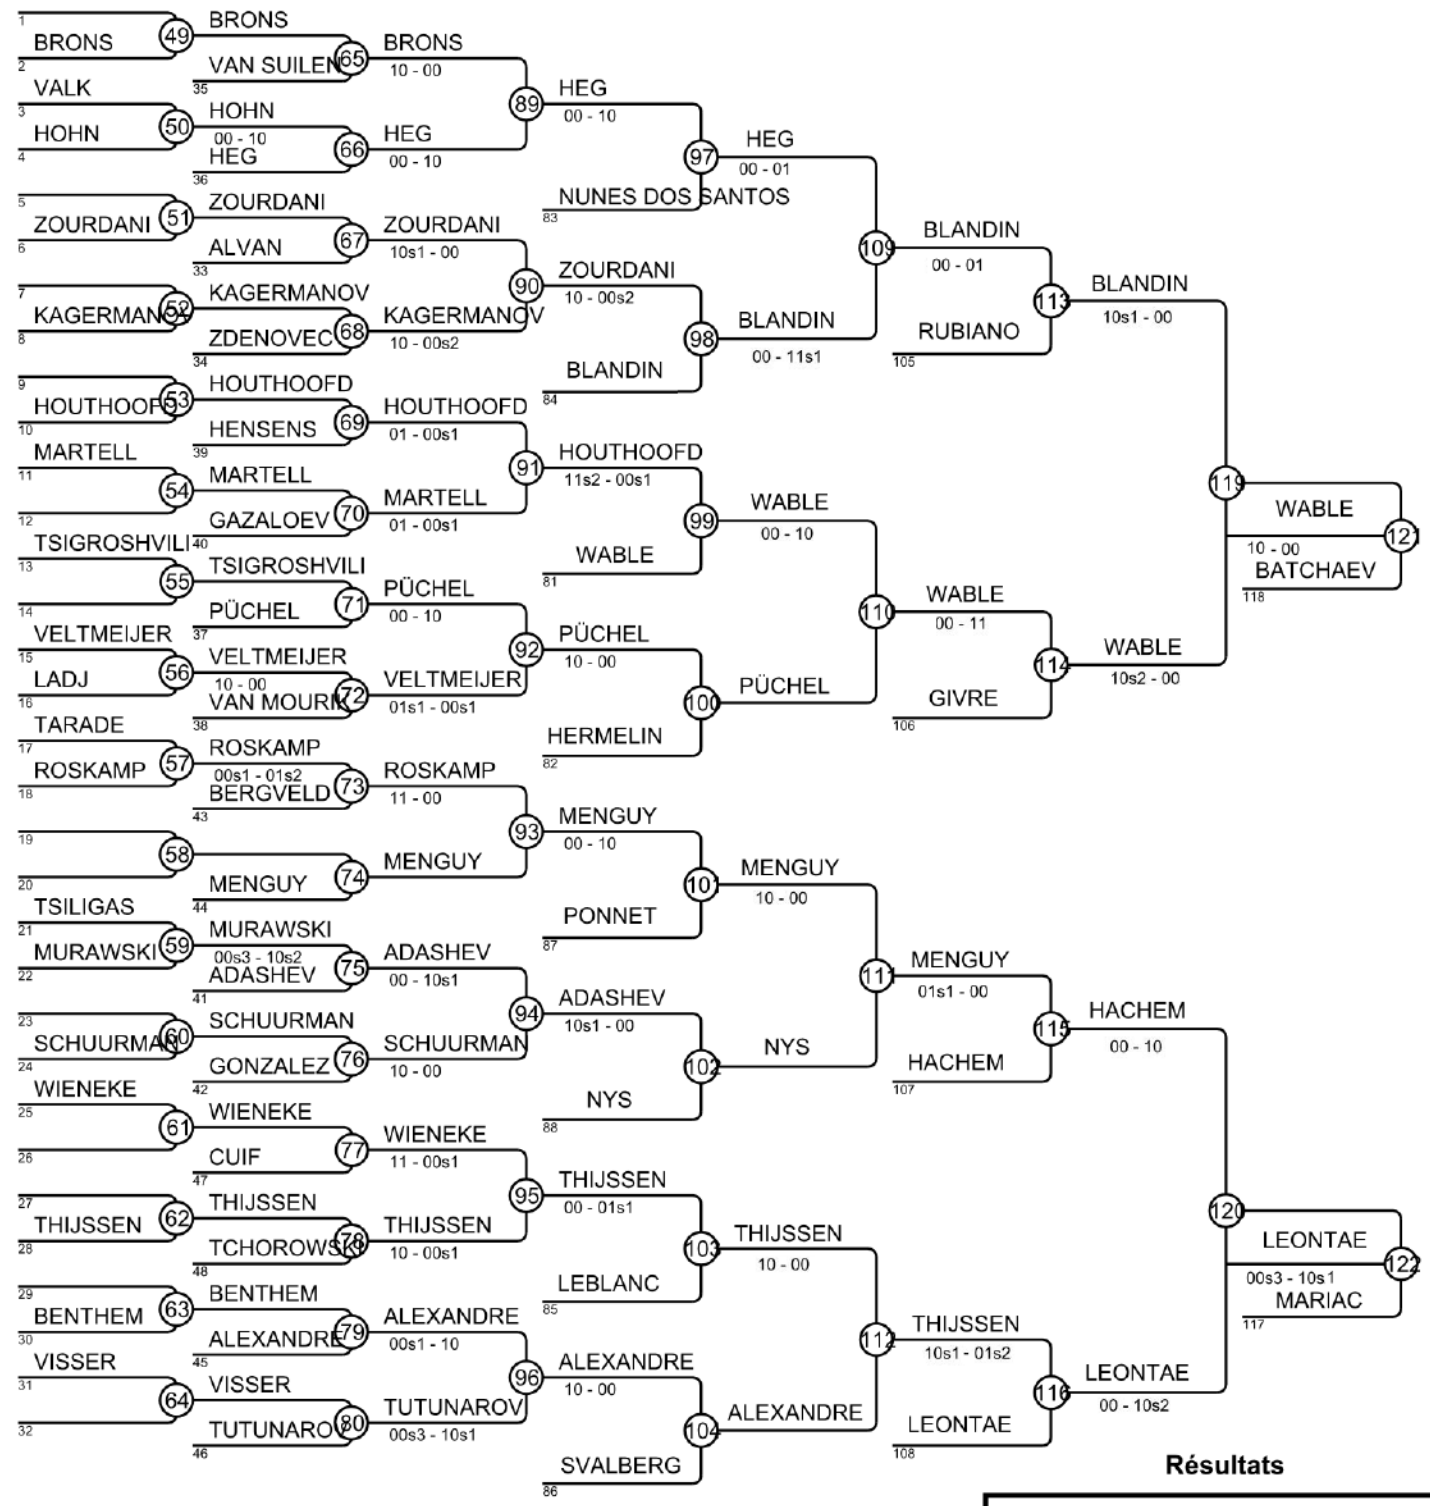 1
BRONS
2
49
BRONS
VAN SUILEN
35
65
BRONS
10 - 00
VALK
3
HOHN
4
50
HOHN
00 - 10
HEG
36
66
HEG
00 - 10
89
HEG
00 - 10
NUNES DOS SANTOS
83
97
HEG
00 - 01
5
ZOURDANI
6
51
ZOURDANI
ALVAN
33
67
ZOURDANI
10s1 - 00
7
KAGERMANOV
8
52
KAGERMANOV
ZDENOVEC
34
68
KAGERMANOV
10 - 00s2
90
ZOURDANI
10 - 00s2
BLANDIN
84
98
BLANDIN
00 - 11s1
109
BLANDIN
00 - 01
RUBIANO
105
113
BLANDIN
10s1 - 00
9
HOUTHOOFD
10
53
HOUTHOOFD
HENSENS
39
69
HOUTHOOFD
01 - 00s1
MARTELL
11
12
54
MARTELL
GAZALOEV
40
70
MARTELL
01 - 00s1
91
HOUTHOOFD
11s2 - 00s1
WABLE
81
99
WABLE
00 - 10
TSIGROSHVILI
13
14
55
TSIGROSHVILI
PÜCHEL
37
71
PÜCHEL
00 - 10
VELTMEIJER
15
LADJ
16
56
VELTMEIJER
10 - 00
VAN MOURIK
38
72
VELTMEIJER
01s1 - 00s1
92
PÜCHEL
10 - 00
HERMELIN
82
100
PÜCHEL
110
WABLE
00 - 11
GIVRE
106
114
WABLE
10s2 - 00
119
WABLE
10 - 00
BATCHAEV
118
121
TARADE
17
ROSKAMP
18
57
ROSKAMP
00s1 - 01s2
BERGVELD
43
73
ROSKAMP
11 - 00
19
20
58
MENGUY
44
74
MENGUY
93
MENGUY
00 - 10
PONNET
87
101
MENGUY
10 - 00
TSILIGAS
21
MURAWSKI
22
59
MURAWSKI
00s3 - 10s2
ADASHEV
41
75
ADASHEV
00 - 10s1
23
SCHUURMAN
24
60
SCHUURMAN
GONZALEZ
42
76
SCHUURMAN
10 - 00
94
ADASHEV
10s1 - 00
NYS
88
102
NYS
111
MENGUY
01s1 - 00
HACHEM
107
115
HACHEM
00 - 10
WIENEKE
25
26
61
WIENEKE
CUIF
47
77
WIENEKE
11 - 00s1
27
THIJSSEN
28
62
THIJSSEN
TCHOROWSKI
48
78
THIJSSEN
10 - 00s1
95
THIJSSEN
00 - 01s1
LEBLANC
85
103
THIJSSEN
10 - 00
29
BENTHEM
30
63
BENTHEM
ALEXANDRE
45
79
ALEXANDRE
00s1 - 10
VISSER
31
32
64
VISSER
TUTUNAROV
46
80
TUTUNAROV
00s3 - 10s1
96
ALEXANDRE
10 - 00
SVALBERG
86
104
ALEXANDRE
112
THIJSSEN
10s1 - 01s2
LEONTAE
108
116
LEONTAE
00 - 10s2
120
LEONTAE
00s3 - 10s1
MARIAC
117
122
Résultats